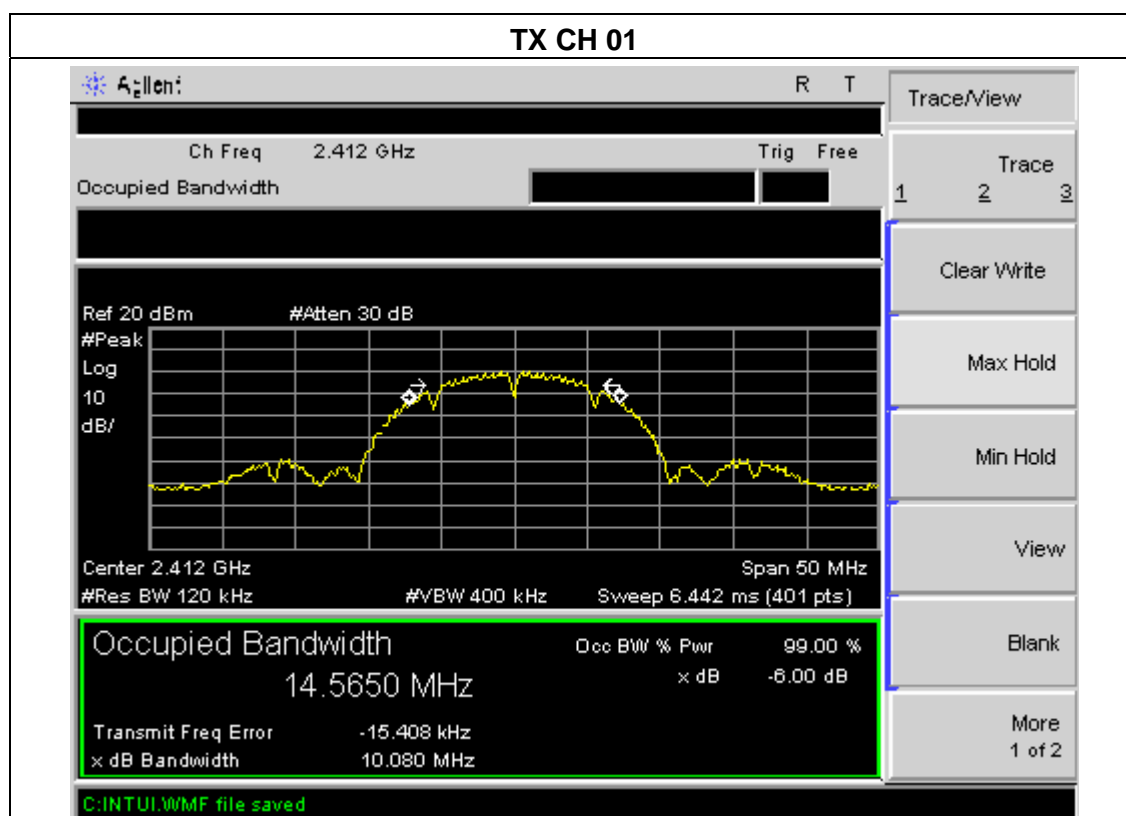 TX CH 01
Agilent R T
Trace/View
Ch Freq 2.412 GHz Trig Free
Occupied Bandwidth
Trace
1 2 3
Clear Write
Max Hold
Min Hold
View
Blank
More
1 of 2
Ref 20 dBm #Atten 30 dB
#Peak
Log
10
dB/
Center 2.412 GHz Span 50 MHz
#Res BW 120 kHz #VBW 400 kHz Sweep 6.442 ms (401 pts)
Occupied Bandwidth Occ BW % Pwr 99.00 %
14.5650 MHz x dB -6.00 dB
Transmit Freq Error -15.408 kHz
x dB Bandwidth 10.080 MHz
C:INTUI.WMF file saved